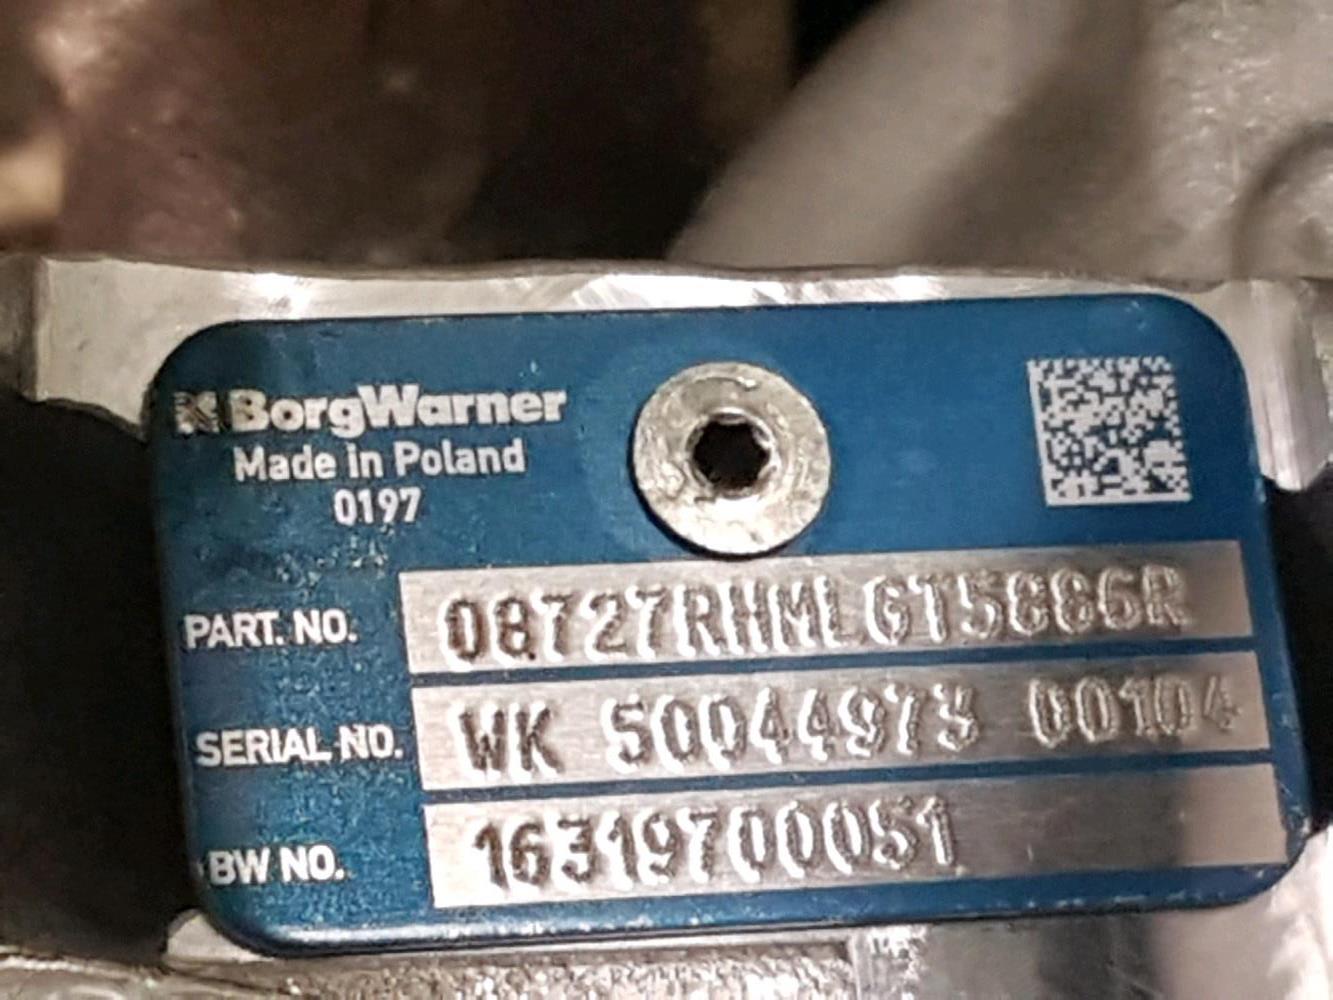 BorgWarner
Made in Poland
0197
PART. NO. 08727RHMLGT5886R
SERIAL NO. WK 50044973 00104
BW NO. 16319700051